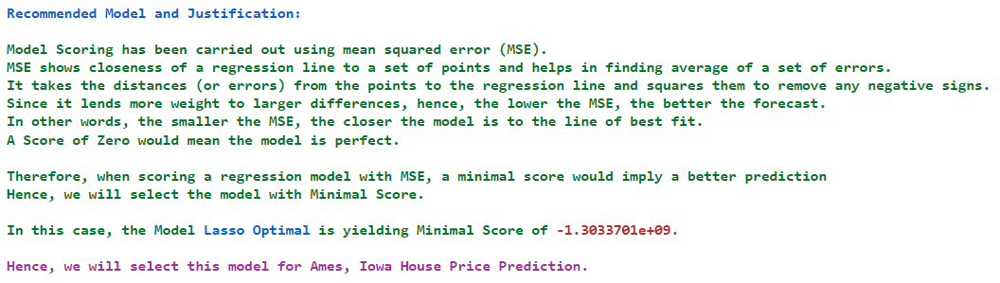 Recommended Model and Justification:
Model Scoring has been carried out using mean squared error (MSE).
MSE shows closeness of a regression line to a set of points and helps in finding average of a set of errors.
It takes the distances (or errors) from the points to the regression line and squares them to remove any negative signs.
Since it lends more weight to larger differences, hence, the lower the MSE, the better the forecast.
In other words, the smaller the MSE, the closer the model is to the line of best fit.
A Score of Zero would mean the model is perfect.
Therefore, when scoring a regression model with MSE, a minimal score would imply a better prediction
Hence, we will select the model with Minimal Score.
In this case, the Model Lasso Optimal is yielding Minimal Score of -1.3033701e+09.
Hence, we will select this model for Ames, Iowa House Price Prediction.